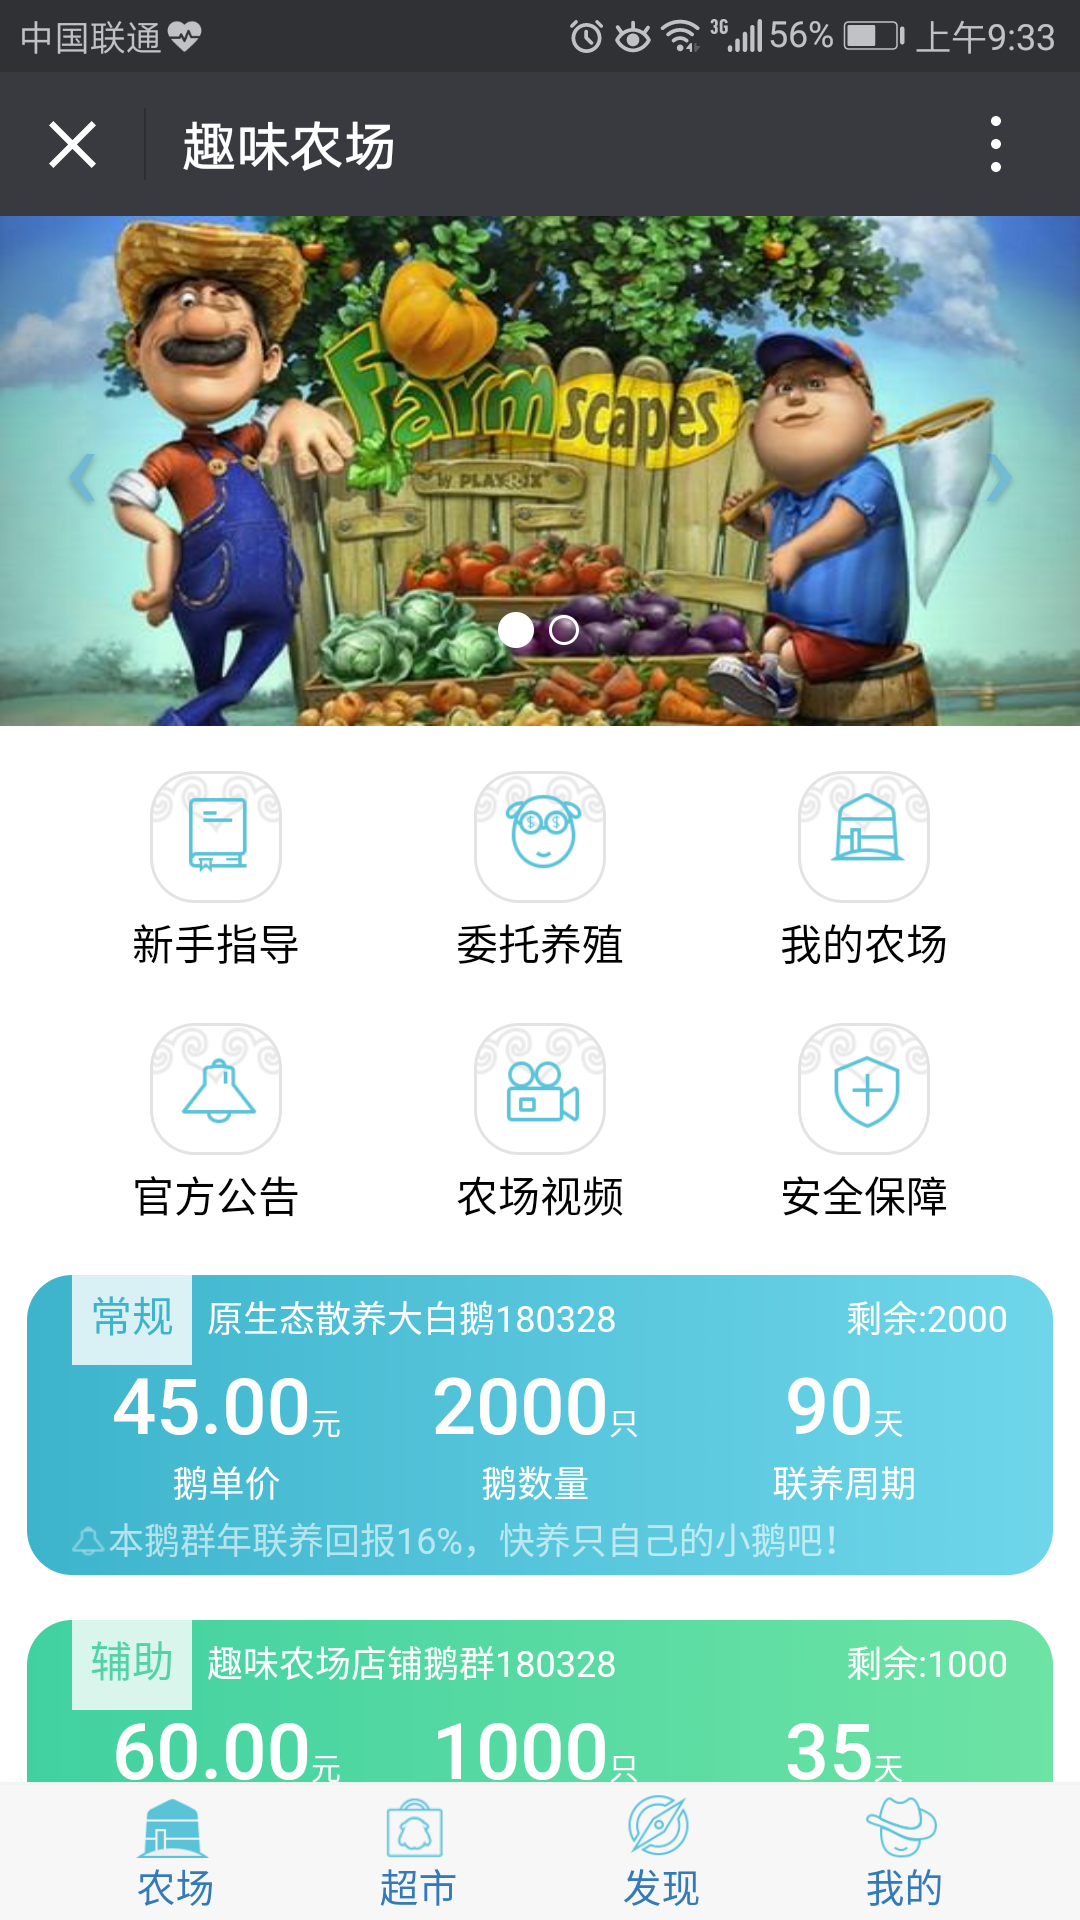 中国联通 3G 56% 上午9:33
趣味农场
Farmscapes™
BY PLAYRIX
新手指导 委托养殖 我的农场
官方公告 农场视频 安全保障
常规 原生态散养大白鹅180328 剩余:2000
45.00元 2000只 90天
鹅单价 鹅数量 联养周期
本鹅群年联养回报16%，快养只自己的小鹅吧！
辅助 趣味农场店铺鹅群180328 剩余:1000
60.00元 1000只 35天
农场 超市 发现 我的